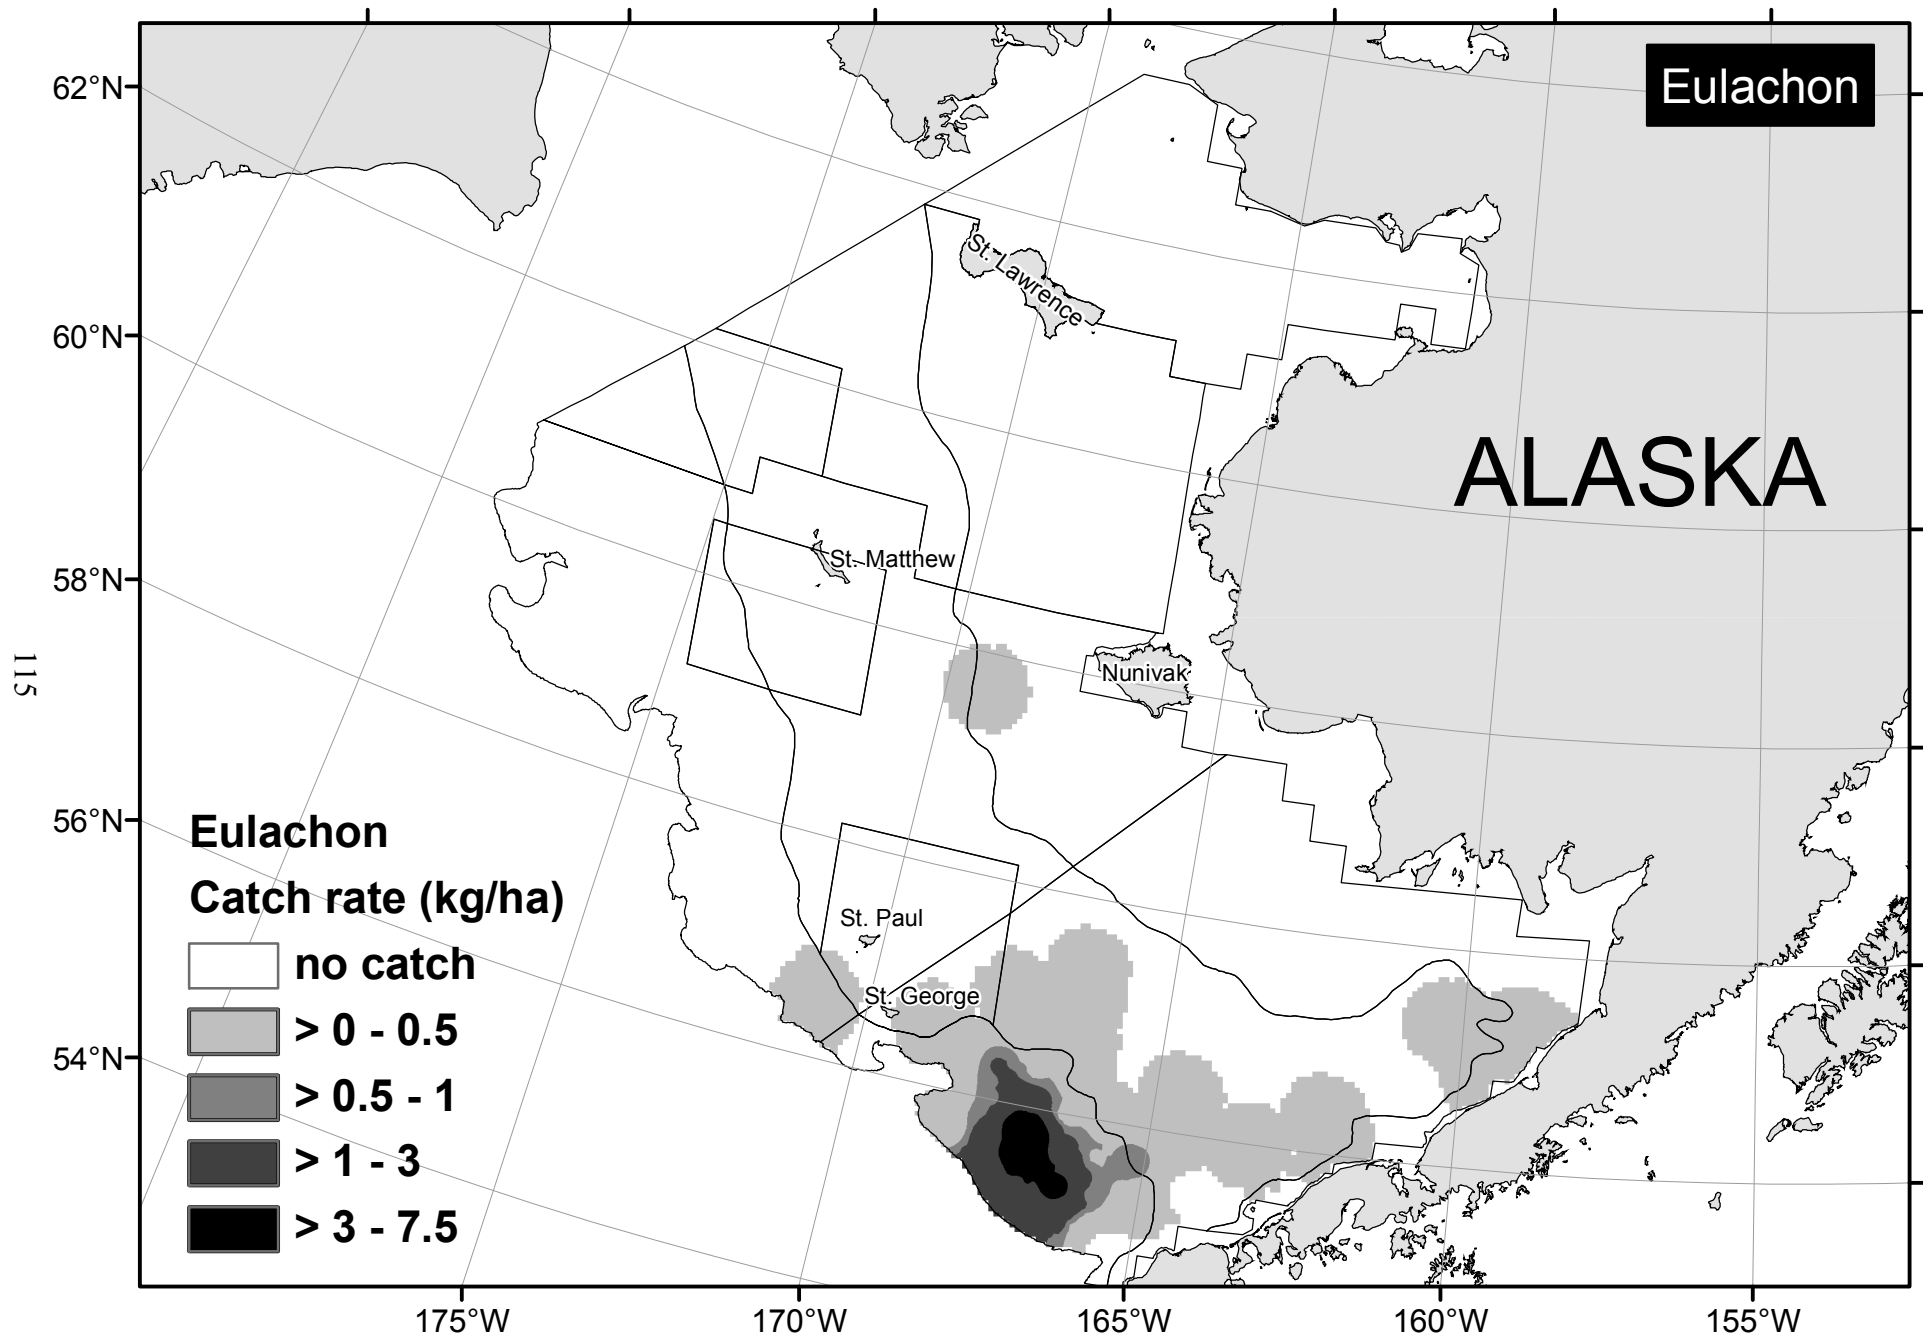 Eulachon
62°N
60°N
58°N
56°N
54°N
115
St. Lawrence
ALASKA
St. Matthew
Nunivak
St. Paul
St. George
Eulachon
Catch rate (kg/ha)
no catch
> 0 - 0.5
> 0.5 - 1
> 1 - 3
> 3 - 7.5
175°W
170°W
165°W
160°W
155°W